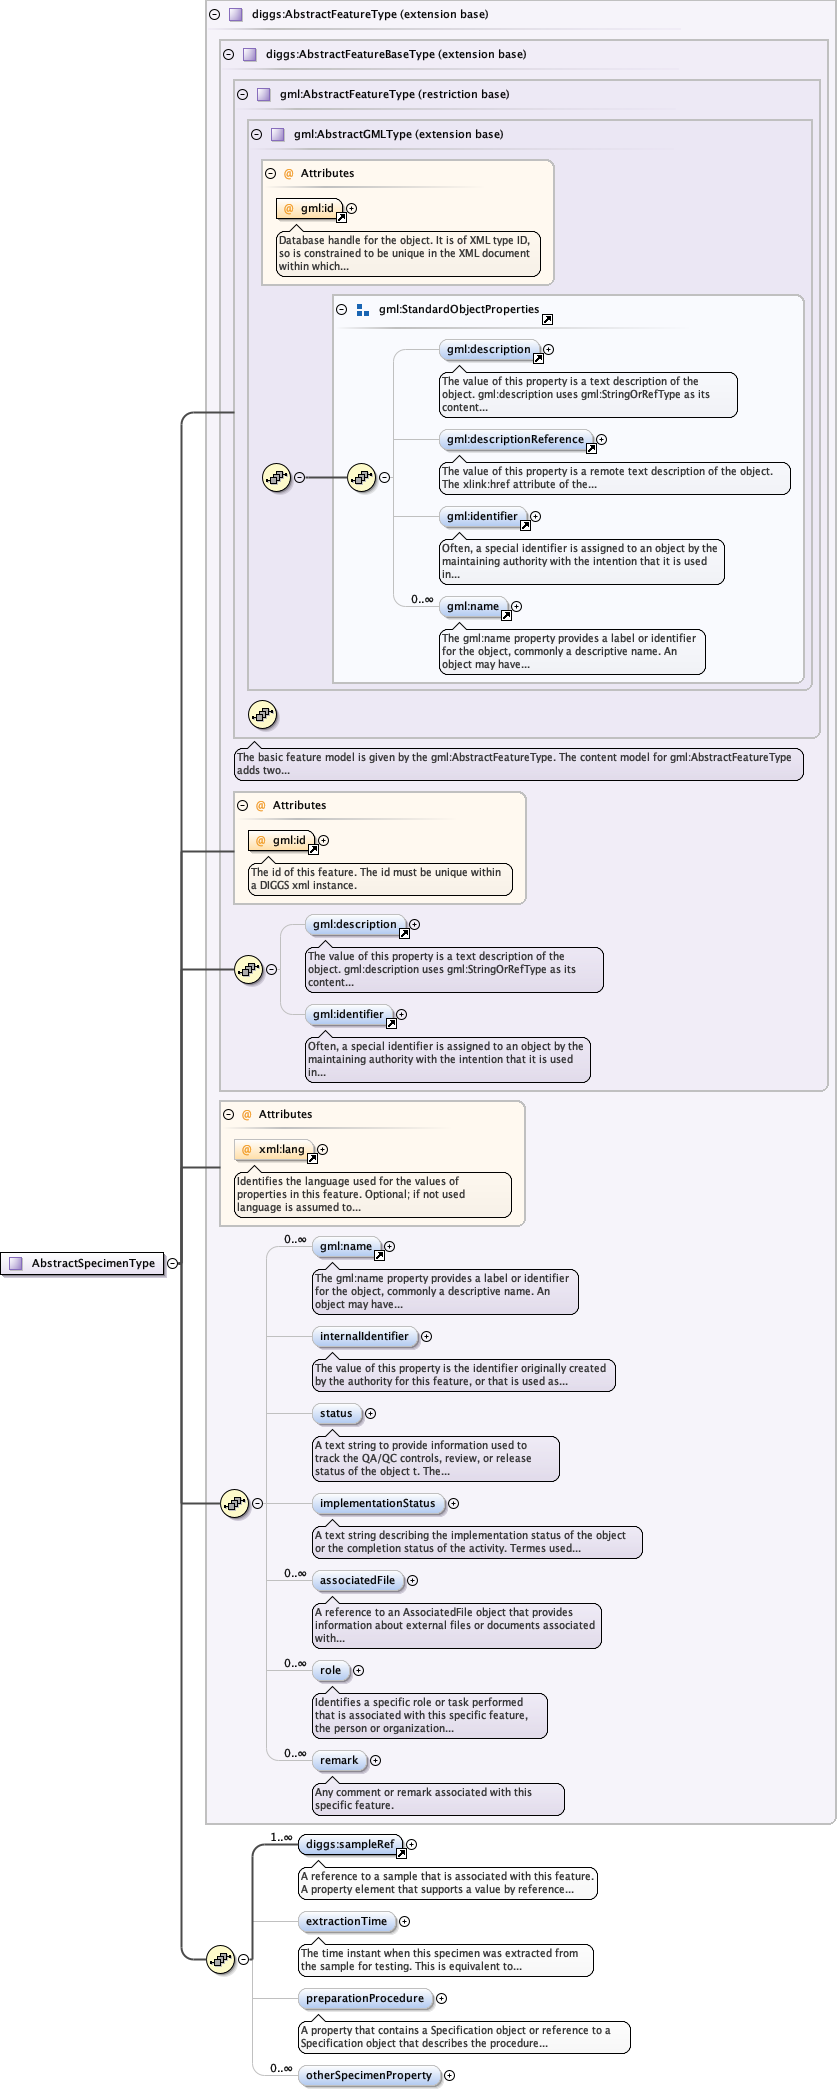 diggs:AbstractFeatureType (extension base)
diggs:AbstractFeatureBaseType (extension base)
gml:AbstractFeatureType (restriction base)
gml:AbstractGMLType (extension base)
@ Attributes
@ gml:id
Database handle for the object. It is of XML type ID,
so is constrained to be unique in the XML document
within which...
gml:StandardObjectProperties
gml:description
The value of this property is a text description of the
object. gml:description uses gml:StringOrRefType as its
content...
gml:descriptionReference
The value of this property is a remote text description of the object.
The xlink:href attribute of the...
gml:identifier
Often, a special identifier is assigned to an object by the
maintaining authority with the intention that it is used
in...
0..∞
gml:name
The gml:name property provides a label or identifier
for the object, commonly a descriptive name. An
object may have...
The basic feature model is given by the gml:AbstractFeatureType. The content model for gml:AbstractFeatureType
adds two...
@ Attributes
@ gml:id
The id of this feature. The id must be unique within
a DIGGS xml instance.
gml:description
The value of this property is a text description of the
object. gml:description uses gml:StringOrRefType as its
content...
gml:identifier
Often, a special identifier is assigned to an object by the
maintaining authority with the intention that it is used
in...
@ Attributes
@ xml:lang
Identifies the language used for the values of
properties in this feature. Optional; if not used
language is assumed to...
AbstractSpecimenType
0..∞
gml:name
The gml:name property provides a label or identifier
for the object, commonly a descriptive name. An
object may have...
internalIdentifier
The value of this property is the identifier originally created
by the authority for this feature, or that is used as...
status
A text string to provide information used to
track the QA/QC controls, review, or release
status of the object t. The...
implementationStatus
A text string describing the implementation status of the object
or the completion status of the activity. Termes used...
0..∞
associatedFile
A reference to an AssociatedFile object that provides
information about external files or documents associated
with...
0..∞
role
Identifies a specific role or task performed
that is associated with this specific feature,
the person or organization...
0..∞
remark
Any comment or remark associated with this
specific feature.
1..∞
diggs:sampleRef
A reference to a sample that is associated with this feature.
A property element that supports a value by reference...
extractionTime
The time instant when this specimen was extracted from
the sample for testing. This is equivalent to...
preparationProcedure
A property that contains a Specification object or reference to a
Specification object that describes the procedure...
0..∞
otherSpecimenProperty